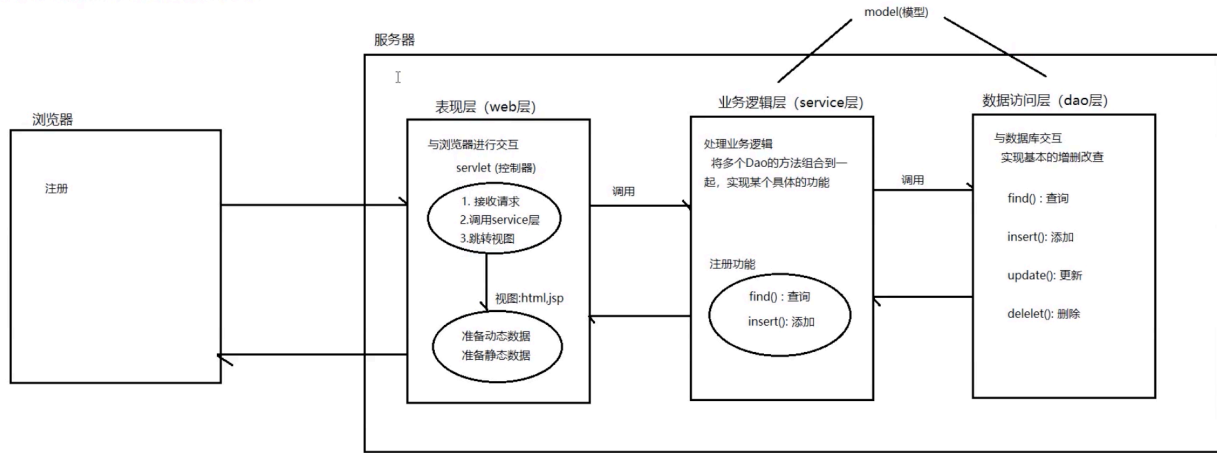 model(模型)
服务器
浏览器
注册
表现层（web层）
与浏览器进行交互
servlet (控制器)
1. 接收请求
2.调用service层
3.跳转视图
视图:html,jsp
准备动态数据
准备静态数据
调用
业务逻辑层（service层）
处理业务逻辑
将多个Dao的方法组合到一
起，实现某个具体的功能
注册功能
find() : 查询
insert(): 添加
调用
数据访问层（dao层）
与数据库交互
实现基本的增删改查
find() : 查询
insert(): 添加
update(): 更新
delelet(): 删除